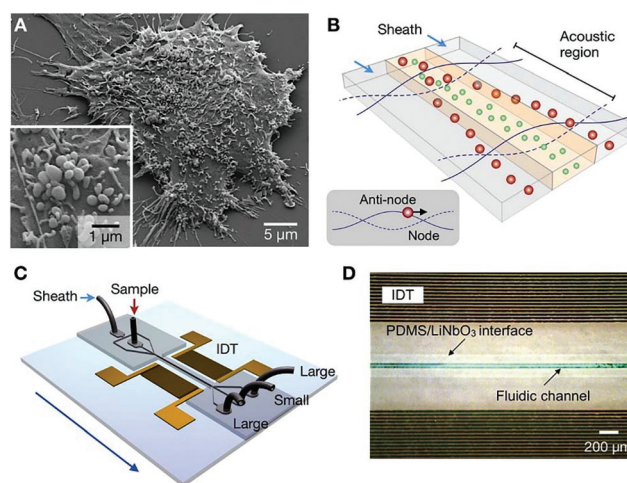 A
1 μm
5 μm
B
Sheath
Acoustic
region
Anti-node
Node
C
Sheath
Sample
IDT
Large
Small
Large
D
IDT
PDMS/LiNbO3 interface
Fluidic channel
200 μm